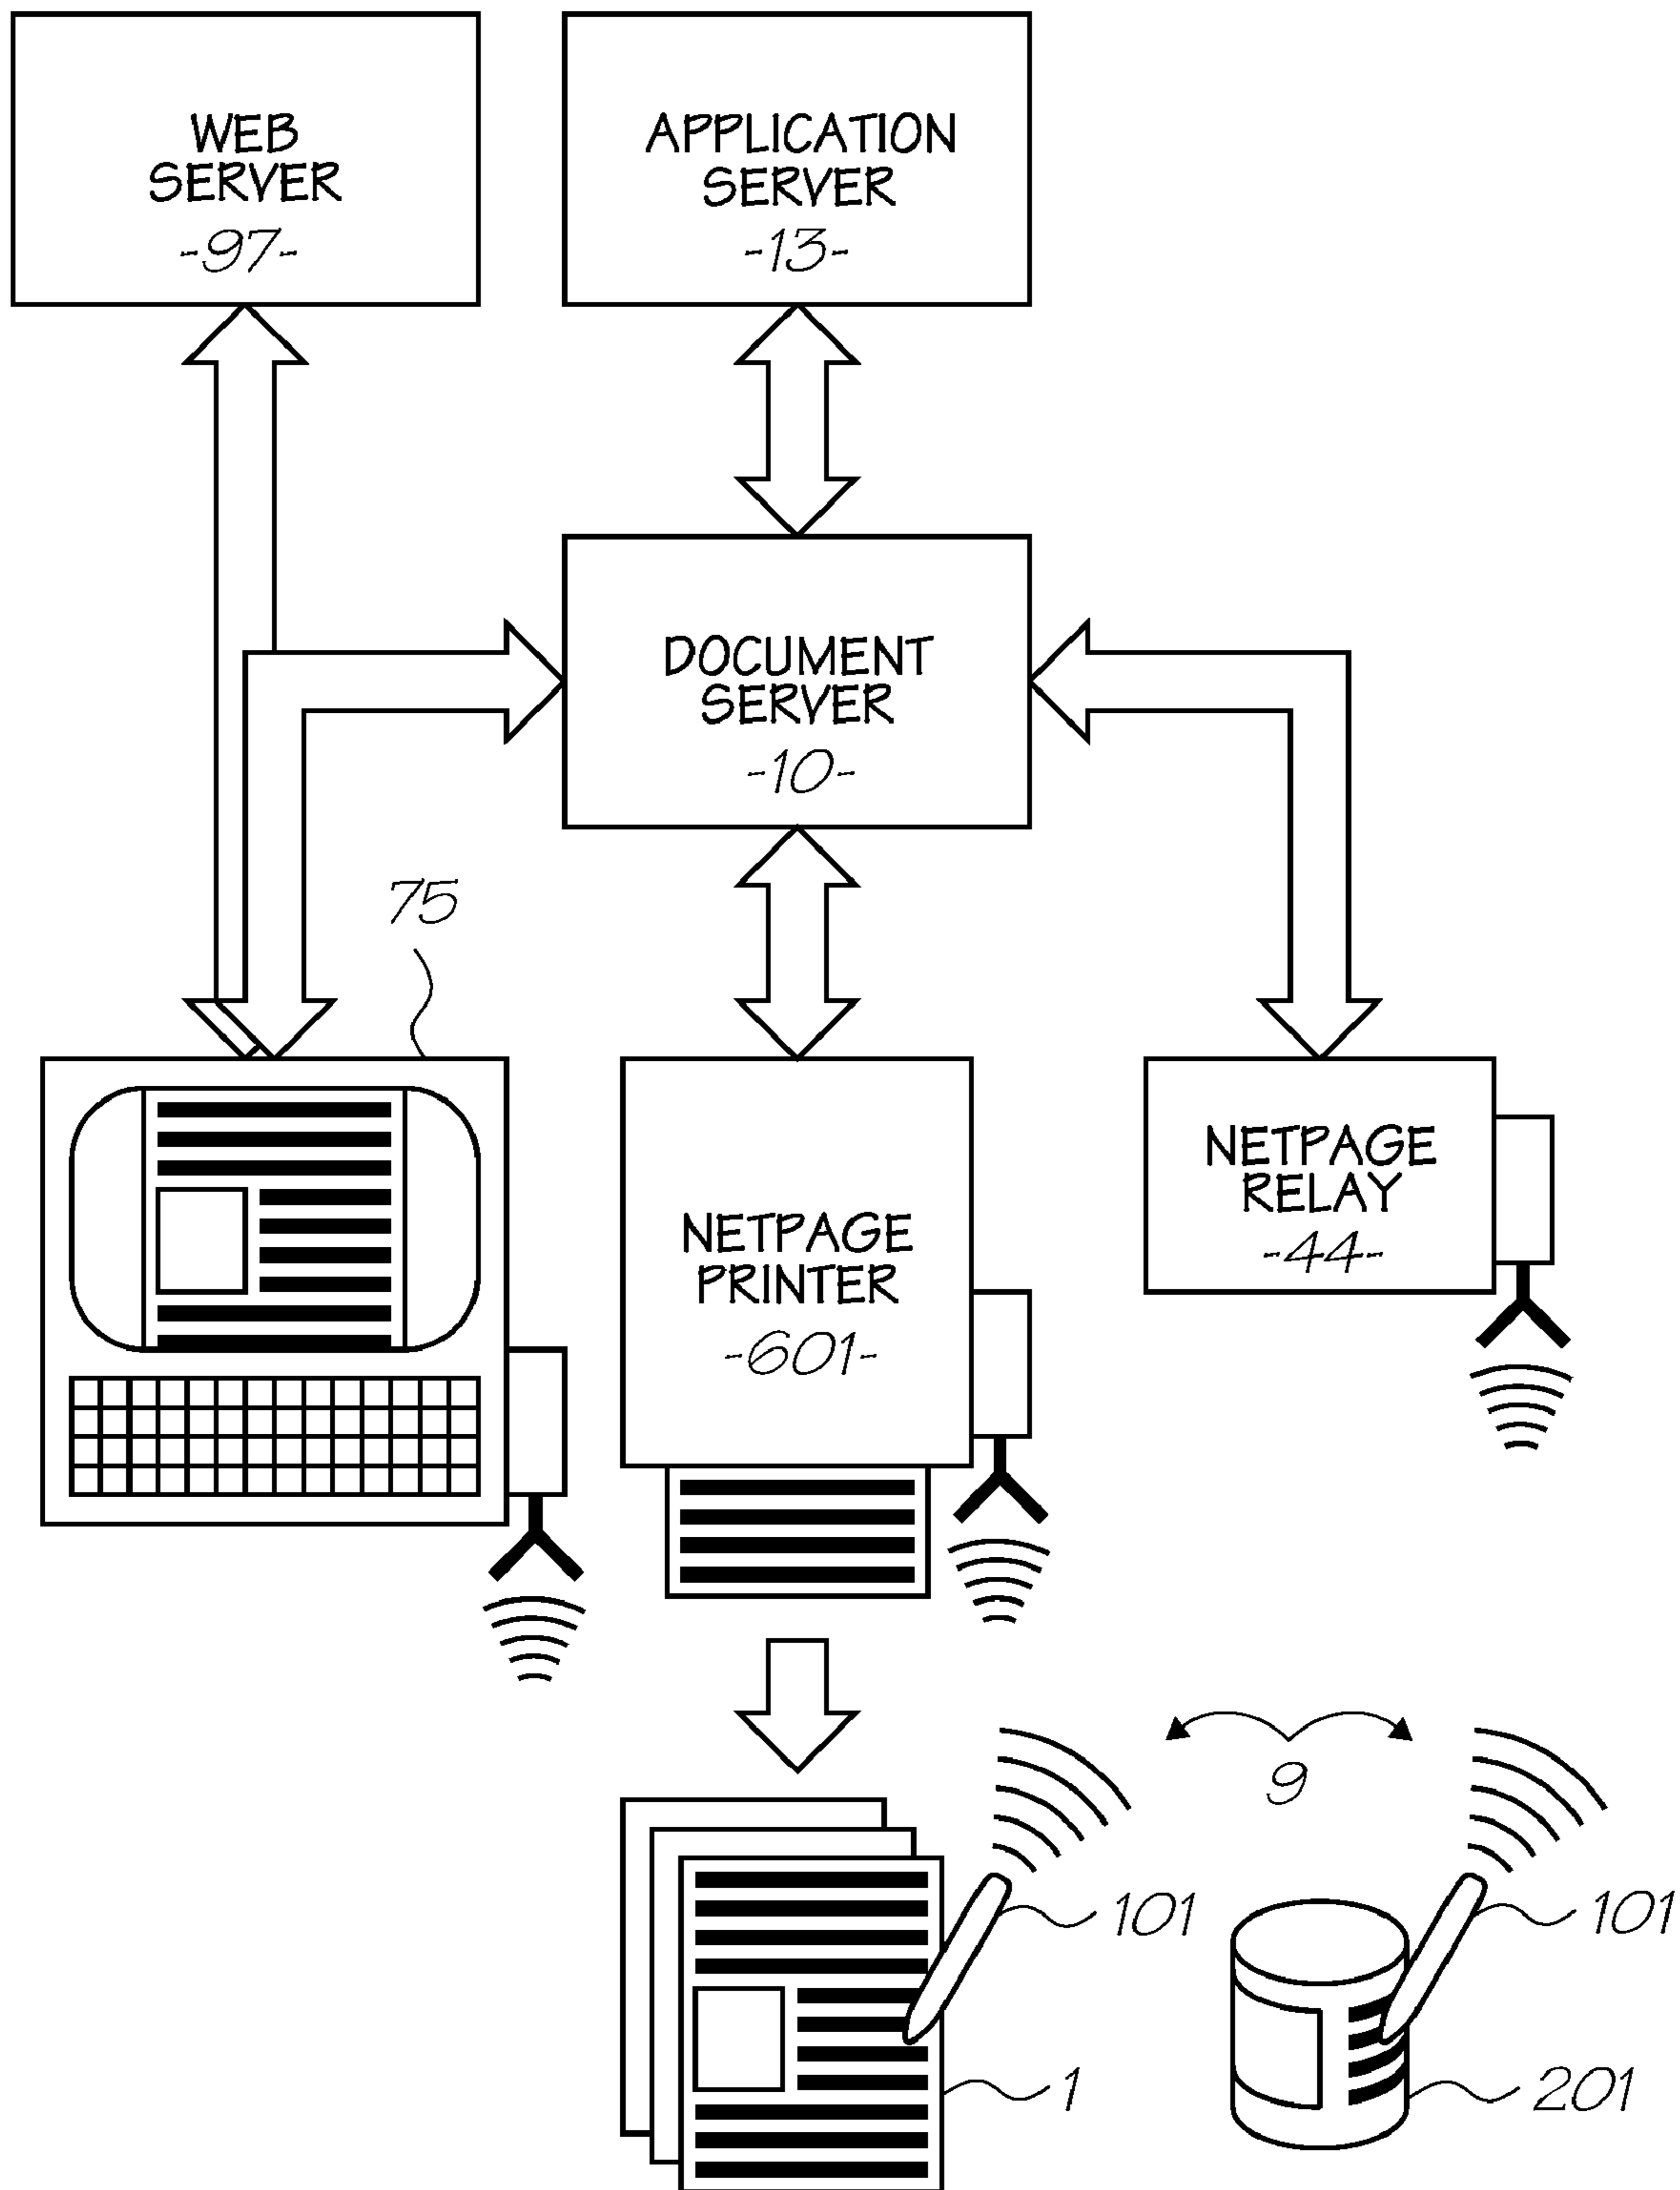 WEB
SERVER
-97-
APPLICATION
SERVER
-13-
DOCUMENT
SERVER
-10-
75
NETPAGE
PRINTER
-601-
NETPAGE
RELAY
-44-
9
101
101
1
201